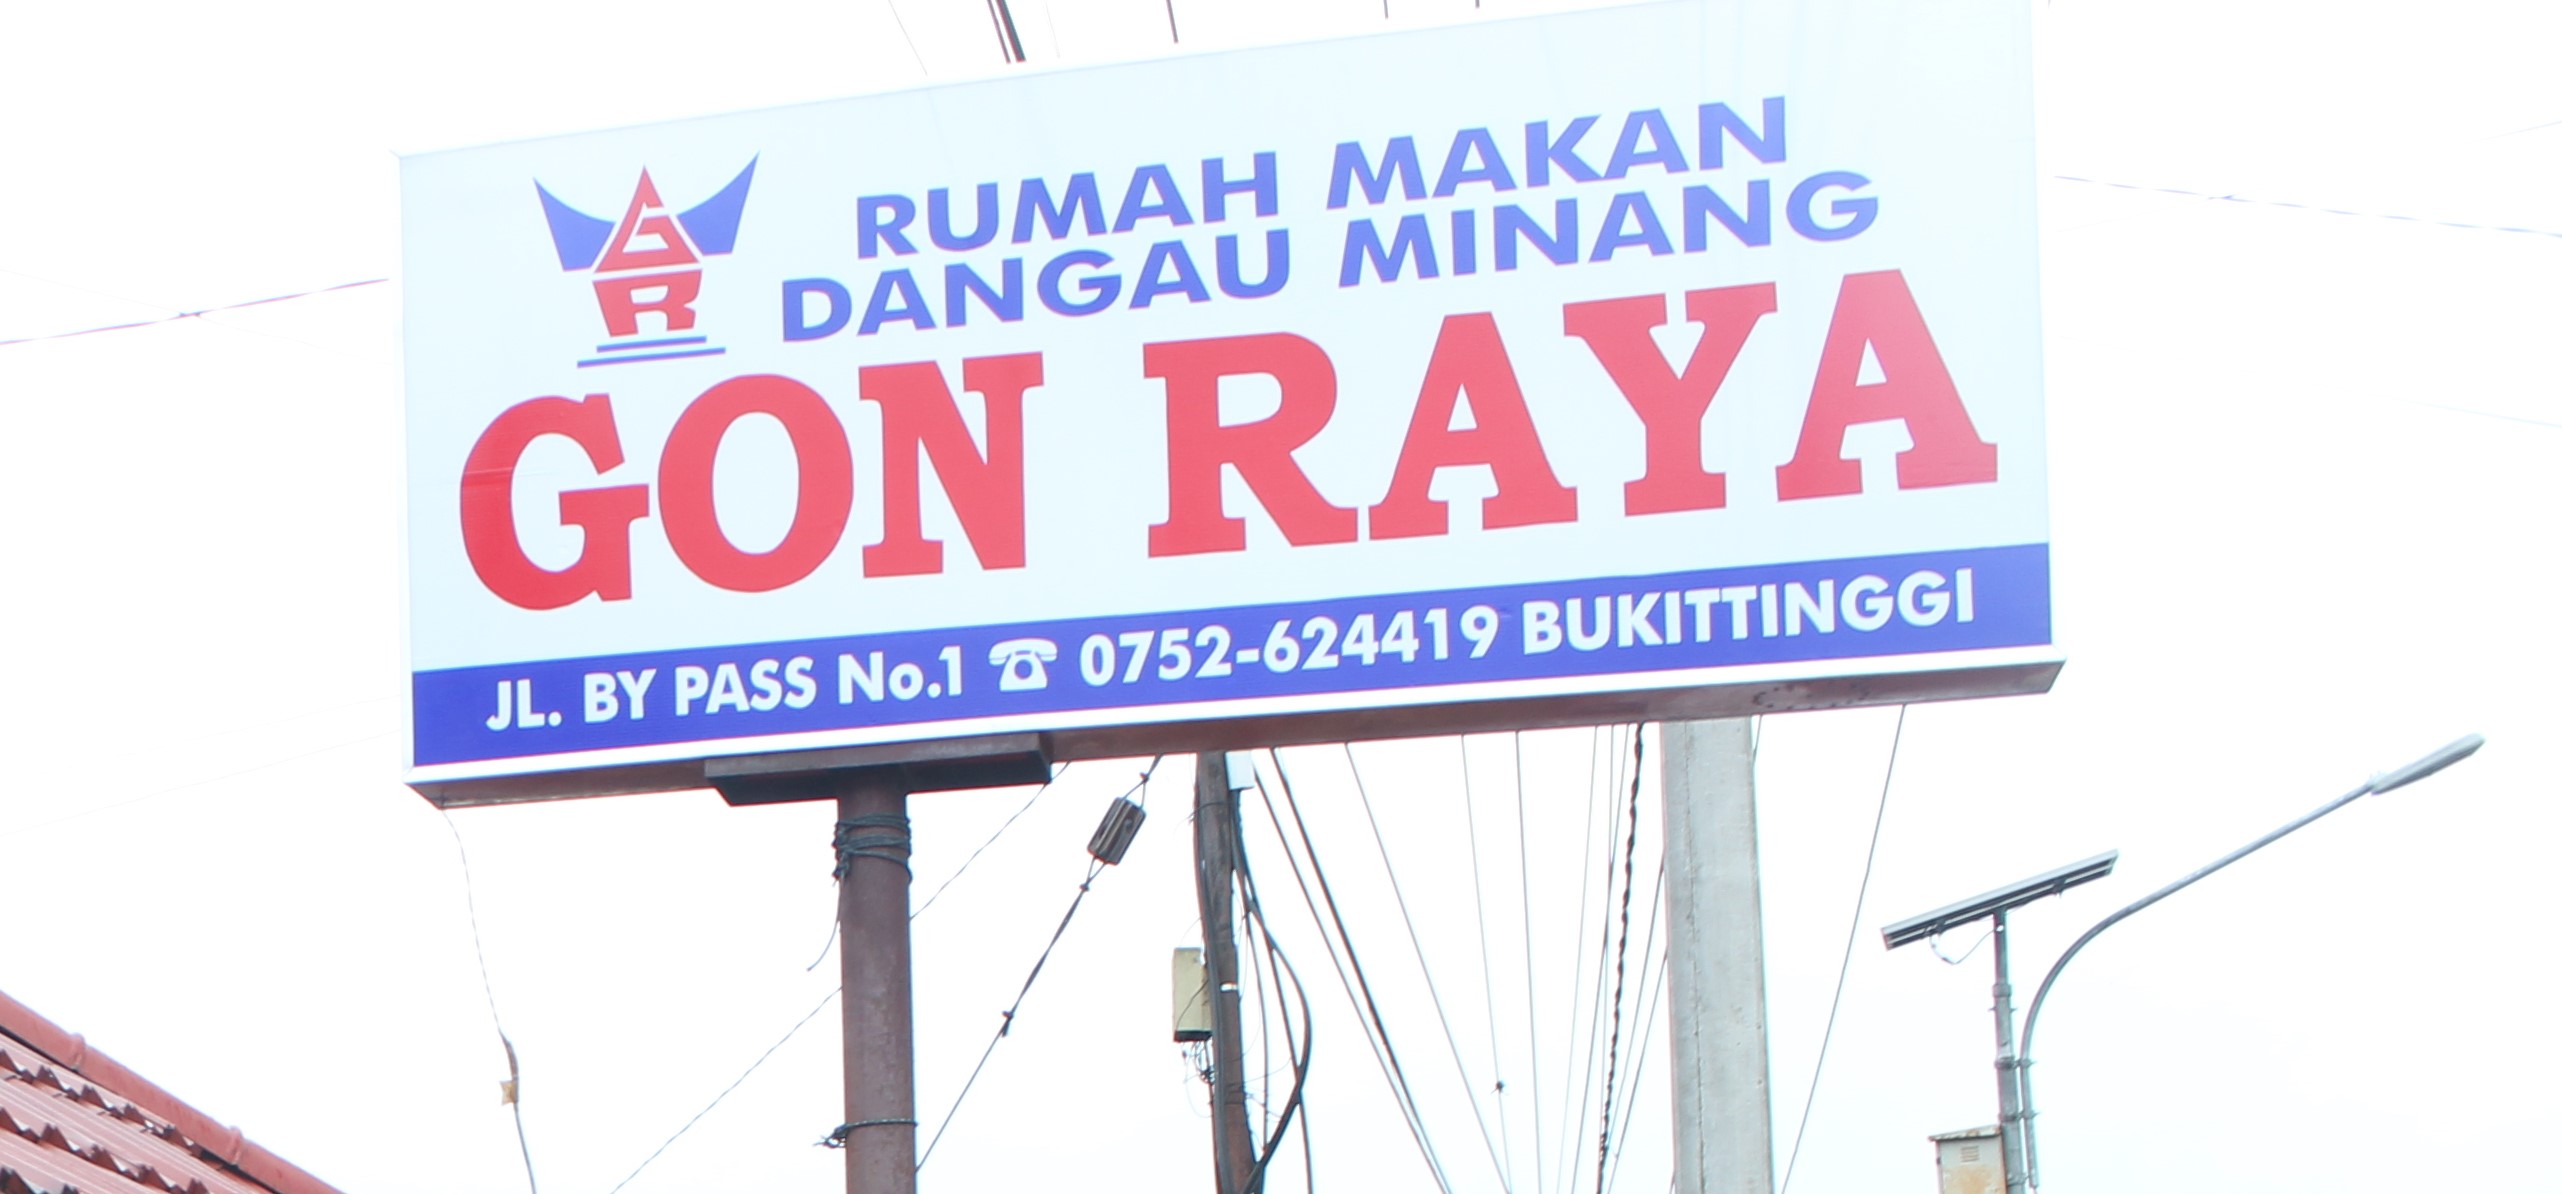 GR
RUMAH MAKAN
DANGAU MINANG
GON RAYA
JL. BY PASS No.1 ☎ 0752-624419 BUKITTINGGI